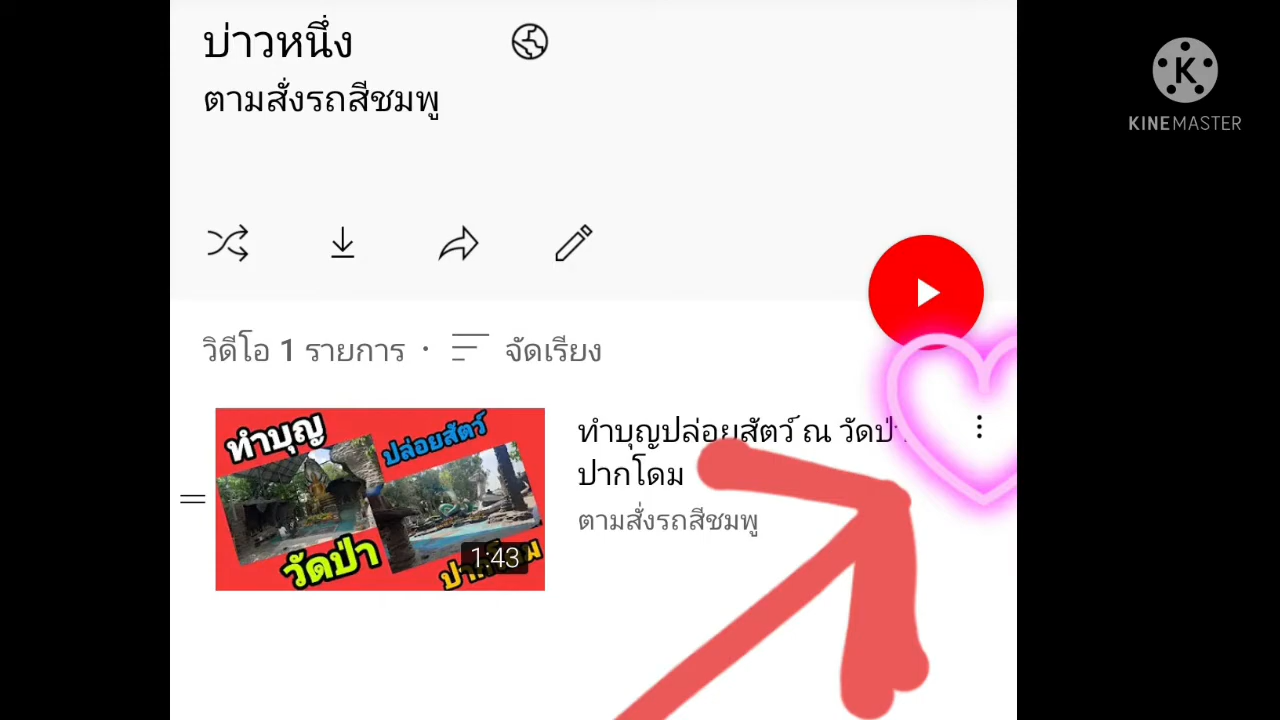 บ่าวหนึ่ง
ตามสั่งรถสีชมพู
KINEMASTER
วิดีโอ 1 รายการ · จัดเรียง
ทำบุญ
ปล่อยสัตว์
วัดป่า
1:43
ทำบุญปล่อยสัตว์ ณ วัดป่า
ปากโดม
ตามสั่งรถสีชมพู